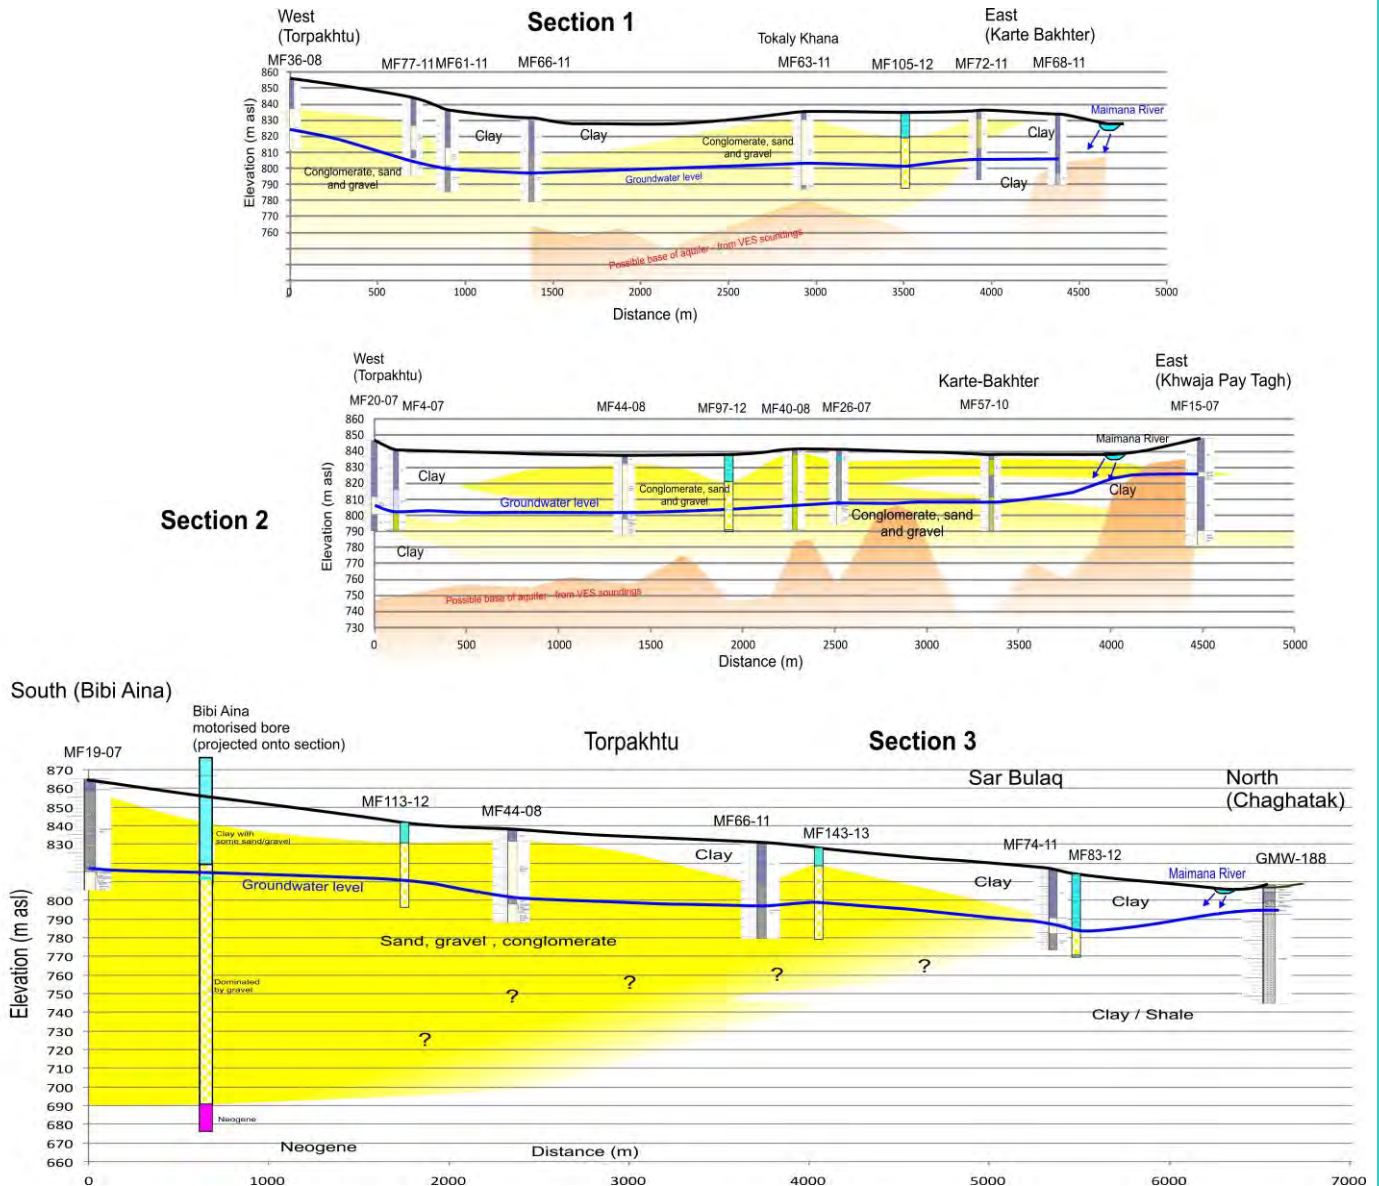 West
(Torpakhtu)
Section 1
East
(Karte Bakhter)
Tokaly Khana
MF36-08
MF77-11
MF61-11
MF66-11
MF63-11
MF105-12
MF72-11
MF68-11
Maimana River
Elevation (m asl)
860
850
840
830
820
810
800
790
780
770
760
Clay
Clay
Clay
Clay
Conglomerate, sand
and gravel
Conglomerate, sand
and gravel
Groundwater level
Possible base of aquifer - from VES soundings
0
500
1000
1500
2000
2500
3000
3500
4000
4500
5000
Distance (m)
West
(Torpakhtu)
Karte-Bakhter
East
(Khwaja Pay Tagh)
MF20-07
MF4-07
MF44-08
MF97-12
MF40-08
MF26-07
MF57-10
MF15-07
Section 2
Maimana River
Elevation (m asl)
860
850
840
830
820
810
800
790
780
770
760
750
740
730
Clay
Clay
Clay
Groundwater level
Conglomerate, sand
and gravel
Conglomerate, sand
and gravel
Possible base of aquifer - from VES soundings
0
500
1000
1500
2000
2500
3000
3500
4000
4500
5000
Distance (m)
South (Bibi Aina)
Bibi Aina
motorised bore
(projected onto section)
Torpakhtu
Section 3
Sar Bulaq
North
(Chaghatak)
MF19-07
MF113-12
MF44-08
MF66-11
MF143-13
MF74-11
MF83-12
GMW-188
Maimana River
Elevation (m asl)
870
860
850
840
830
800
790
780
770
760
750
740
730
720
710
700
690
680
670
660
Clay with
some sand/gravel
Groundwater level
Clay
Clay
Clay
Sand, gravel , conglomerate
Dominated
by gravel
?
?
?
?
?
Clay / Shale
Neogene
Neogene
Distance (m)
0
1000
2000
3000
4000
5000
6000
7000